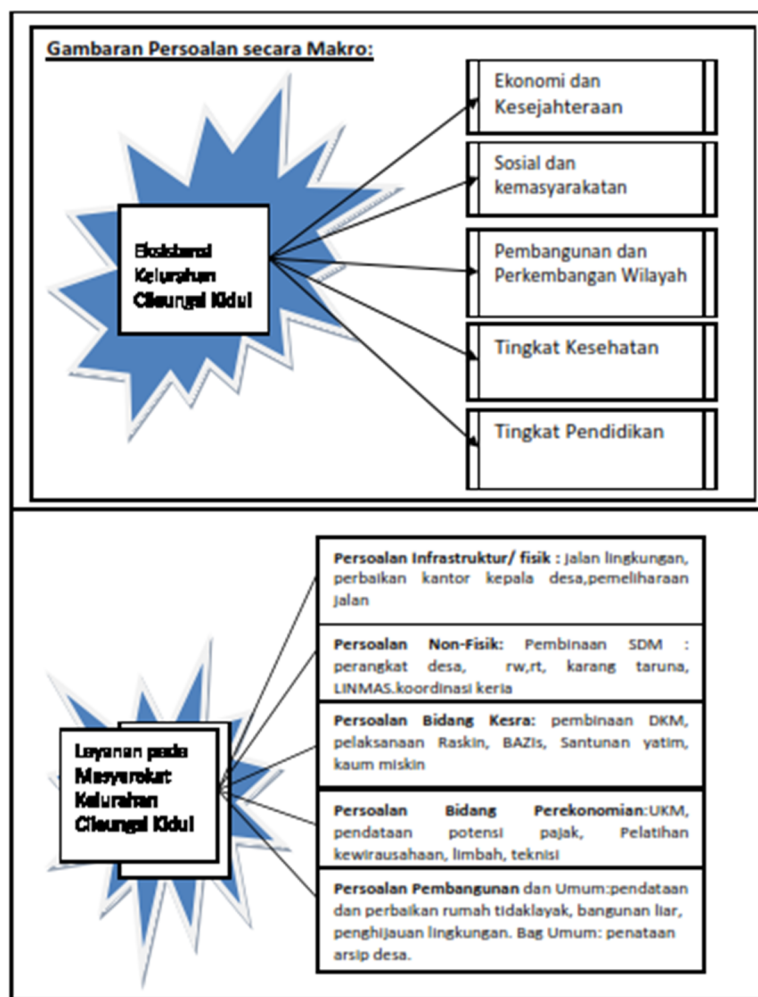 Gambaran Persoalan secara Makro:
Eksistensi
Kelurahan
Cileungsi Kidul
Ekonomi dan
Kesejahteraan
Sosial dan
kemasyarakatan
Pembangunan dan
Perkembangan Wilayah
Tingkat Kesehatan
Tingkat Pendidikan
Layanan pada
Masyarakat
Kelurahan
Cileungsi Kidul
Persoalan Infrastruktur/ fisik : Jalan lingkungan,
perbaikan kantor kepala desa,pemeliharaan
jalan
Persoalan Non-Fisik: Pembinaan SDM :
perangkat desa, rw,rt, karang taruna,
LINMAS.koordinasi kerja
Persoalan Bidang Kesra: pembinaan DKM,
pelaksanaan Raskin, BAZIs, Santunan yatim,
kaum miskin
Persoalan Bidang Perekonomian:UKM,
pendataan potensi pajak, Pelatihan
kewirausahaan, limbah, teknisi
Persoalan Pembangunan dan Umum:pendataan
dan perbaikan rumah tidaklayak, bangunan liar,
penghijauan lingkungan. Bag Umum: penataan
arsip desa.